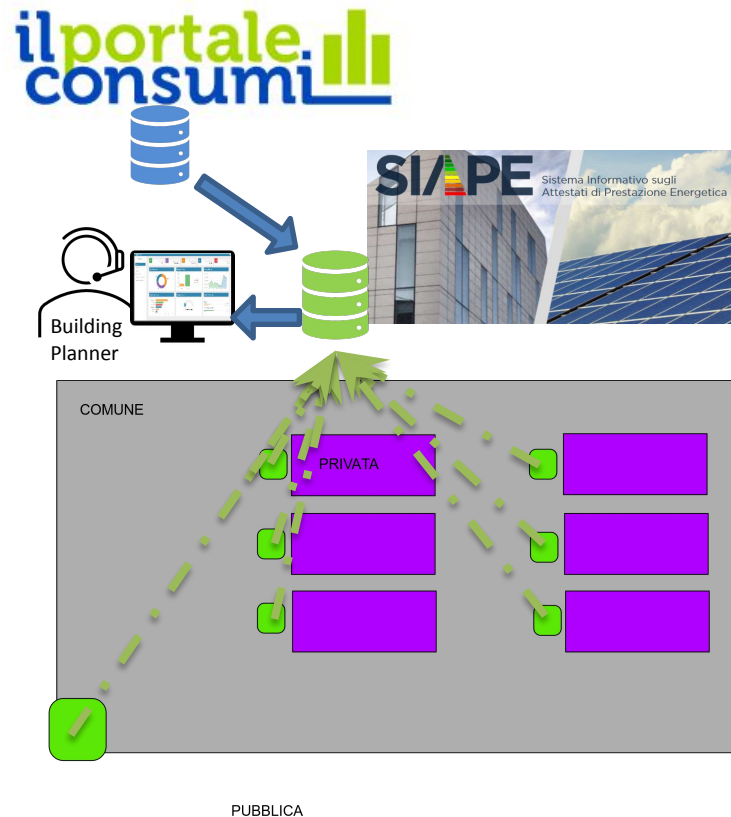 ilportale
consumi
SIAPE
Sistema Informativo sugli
Attestati di Prestazione Energetica
Building
Planner
COMUNE
PRIVATA
PUBBLICA